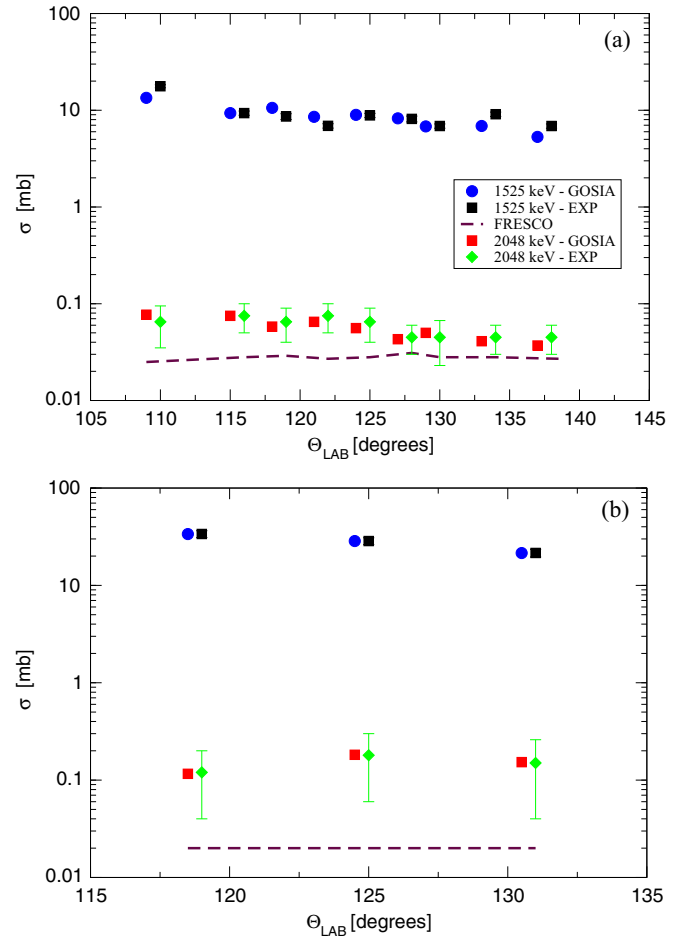 (a)
100
10
1
0.1
0.01
σ [mb]
1525 keV - GOSIA
1525 keV - EXP
FRESCO
2048 keV - GOSIA
2048 keV - EXP
105 110 115 120 125 130 135 140 145
Θ_LAB [degrees]
(b)
100
10
1
0.1
0.01
σ [mb]
115 120 125 130 135
Θ_LAB [degrees]